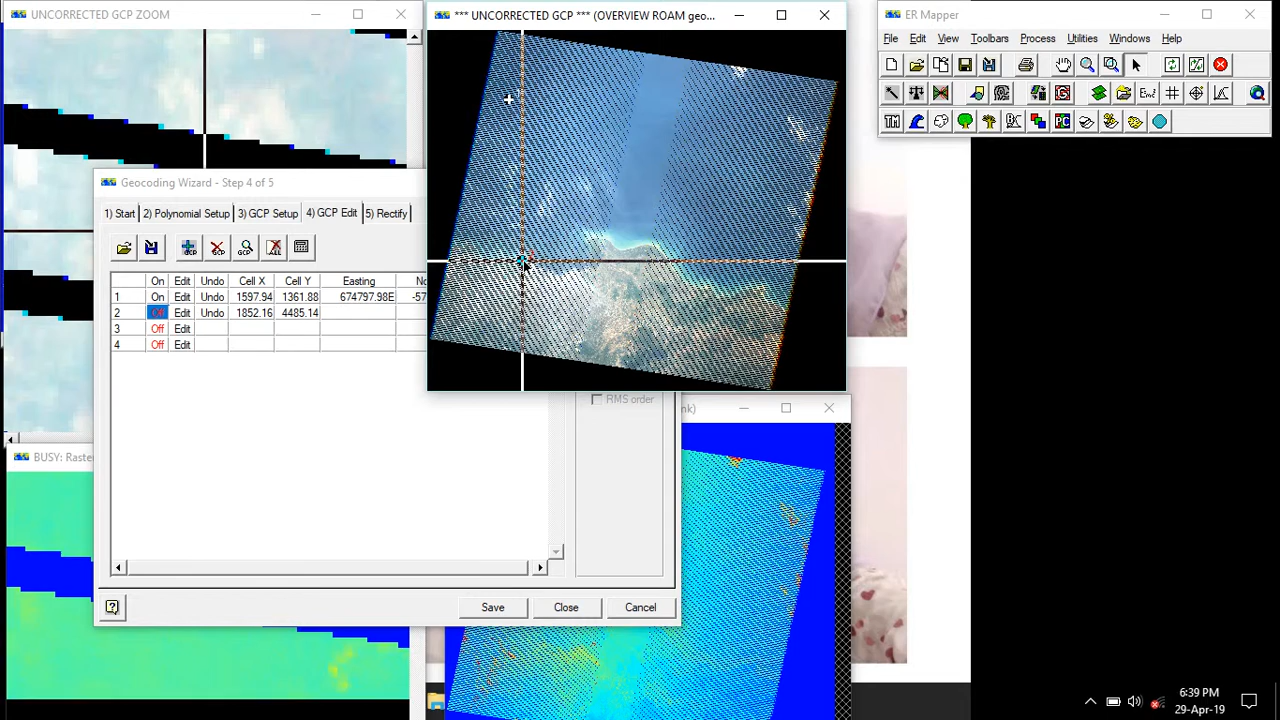 UNCORRECTED GCP ZOOM
*** UNCORRECTED GCP *** (OVERVIEW ROAM geo...
ER Mapper
File Edit View Toolbars Process Utilities Windows Help
Geocoding Wizard - Step 4 of 5
1) Start 2) Polynomial Setup 3) GCP Setup 4) GCP Edit 5) Rectify
On Edit Undo Cell X Cell Y Easting No
1 On Edit Undo 1597.94 1361.88 674797.98E -57
2 Off Edit Undo 1852.16 4485.14
3 Off Edit
4 Off Edit
RMS order
nk)
BUSY: Raste
Save Close Cancel
6:39 PM
29-Apr-19